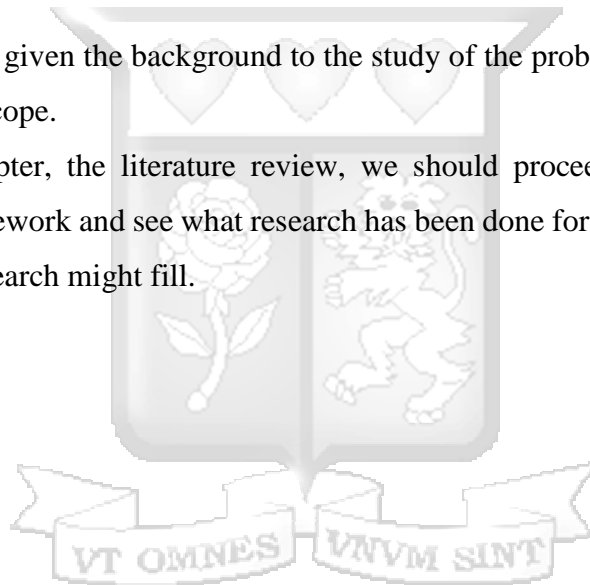 given the background to the study of the prob
cope.
pter, the literature review, we should procee
ework and see what research has been done for
earch might fill.
VT OMNES VNVM SINT